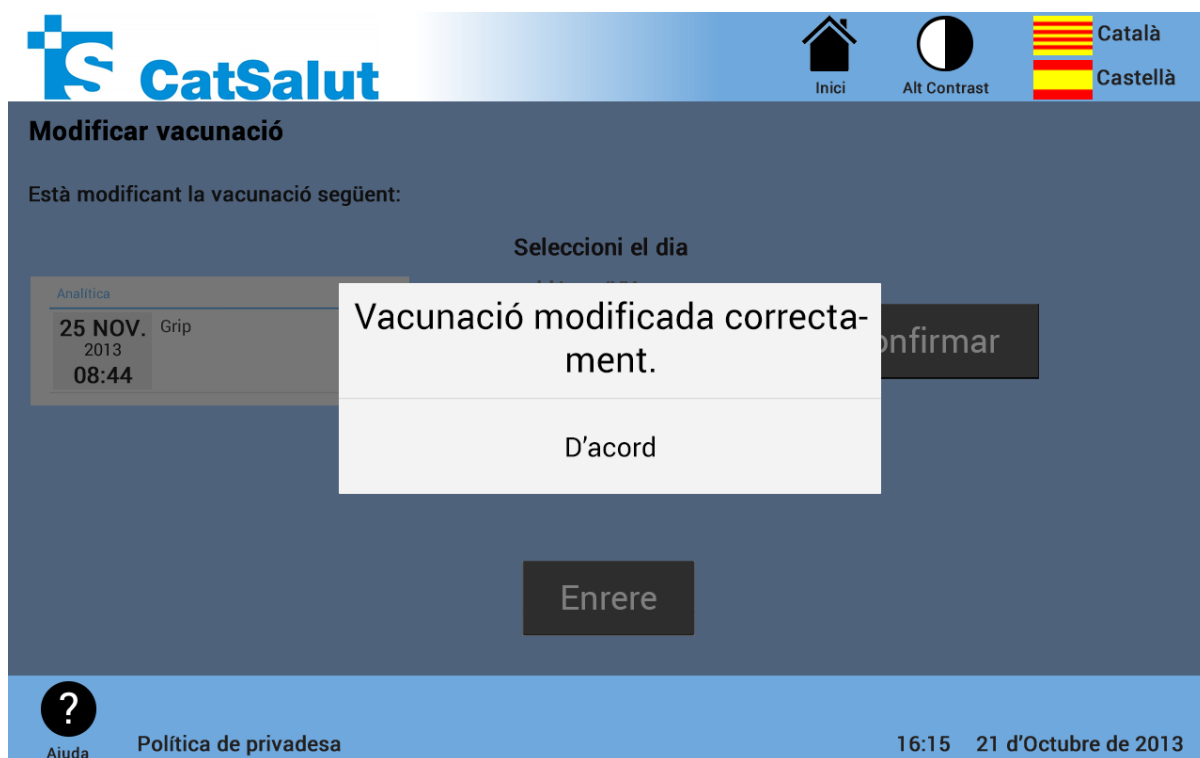 CatSalut
Inici
Alt Contrast
Català
Castellà
Modificar vacunació
Està modificant la vacunació següent:
Seleccioni el dia
Analítica
25 NOV.
2013
08:44
Grip
Vacunació modificada correcta-
ment.
D'acord
onfirmar
Enrere
?
Ajuda
Política de privadesa
16:15 21 d'Octubre de 2013